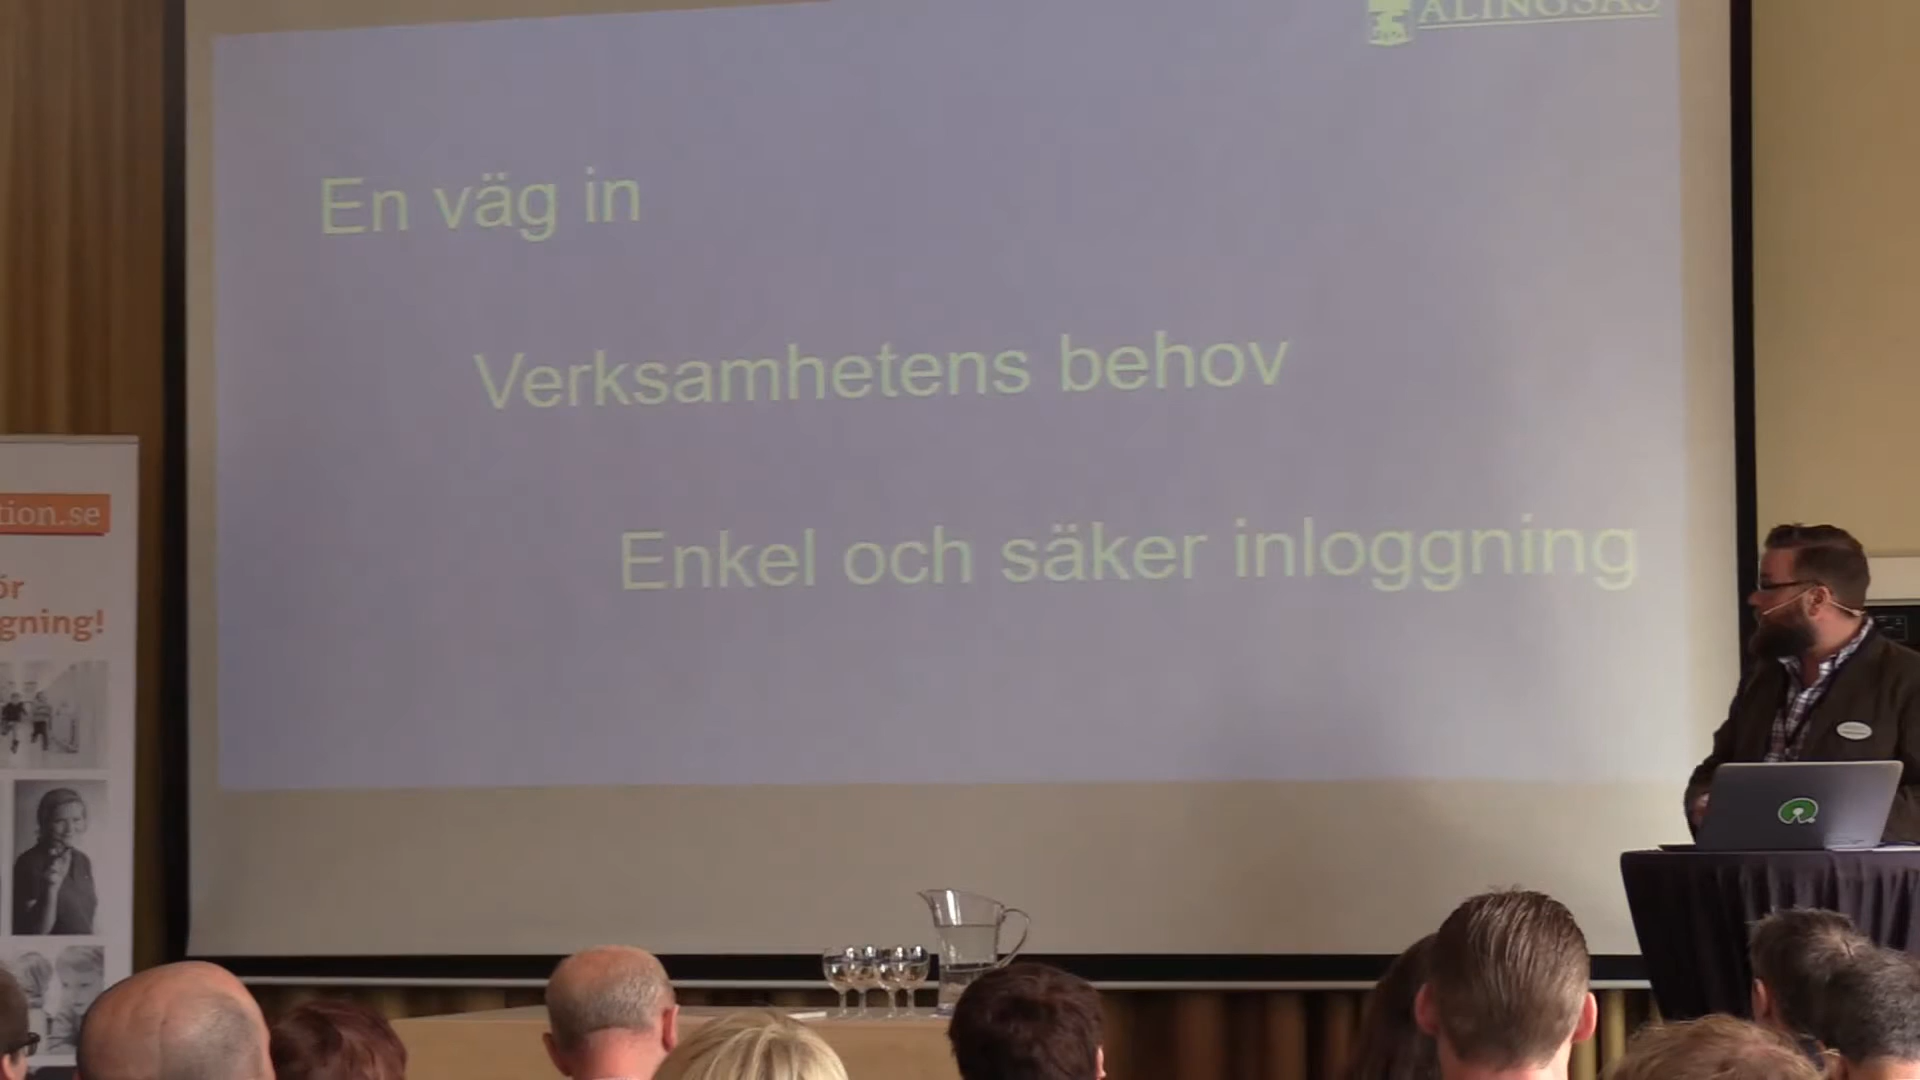 ALINGSÅS
En väg in
Verksamhetens behov
Enkel och säker inloggning
tion.se
ör
gning!